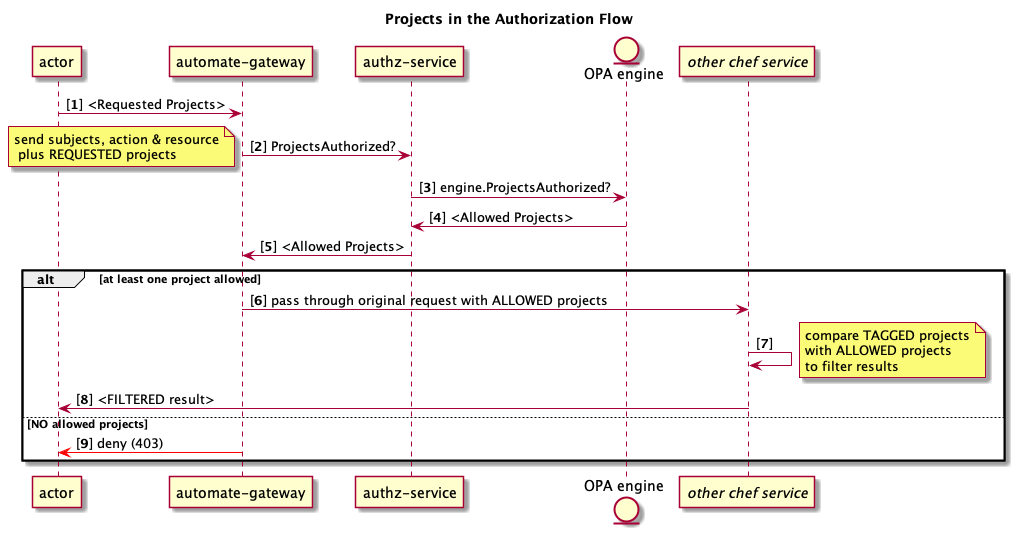 Projects in the Authorization Flow
actor
automate-gateway
authz-service
OPA engine
other chef service
[1] <Requested Projects>
send subjects, action & resource
plus REQUESTED projects
[2] ProjectsAuthorized?
[3] engine.ProjectsAuthorized?
[4] <Allowed Projects>
[5] <Allowed Projects>
alt
[at least one project allowed]
[6] pass through original request with ALLOWED projects
[7]
compare TAGGED projects
with ALLOWED projects
to filter results
[8] <FILTERED result>
[NO allowed projects]
[9] deny (403)
actor
automate-gateway
authz-service
OPA engine
other chef service